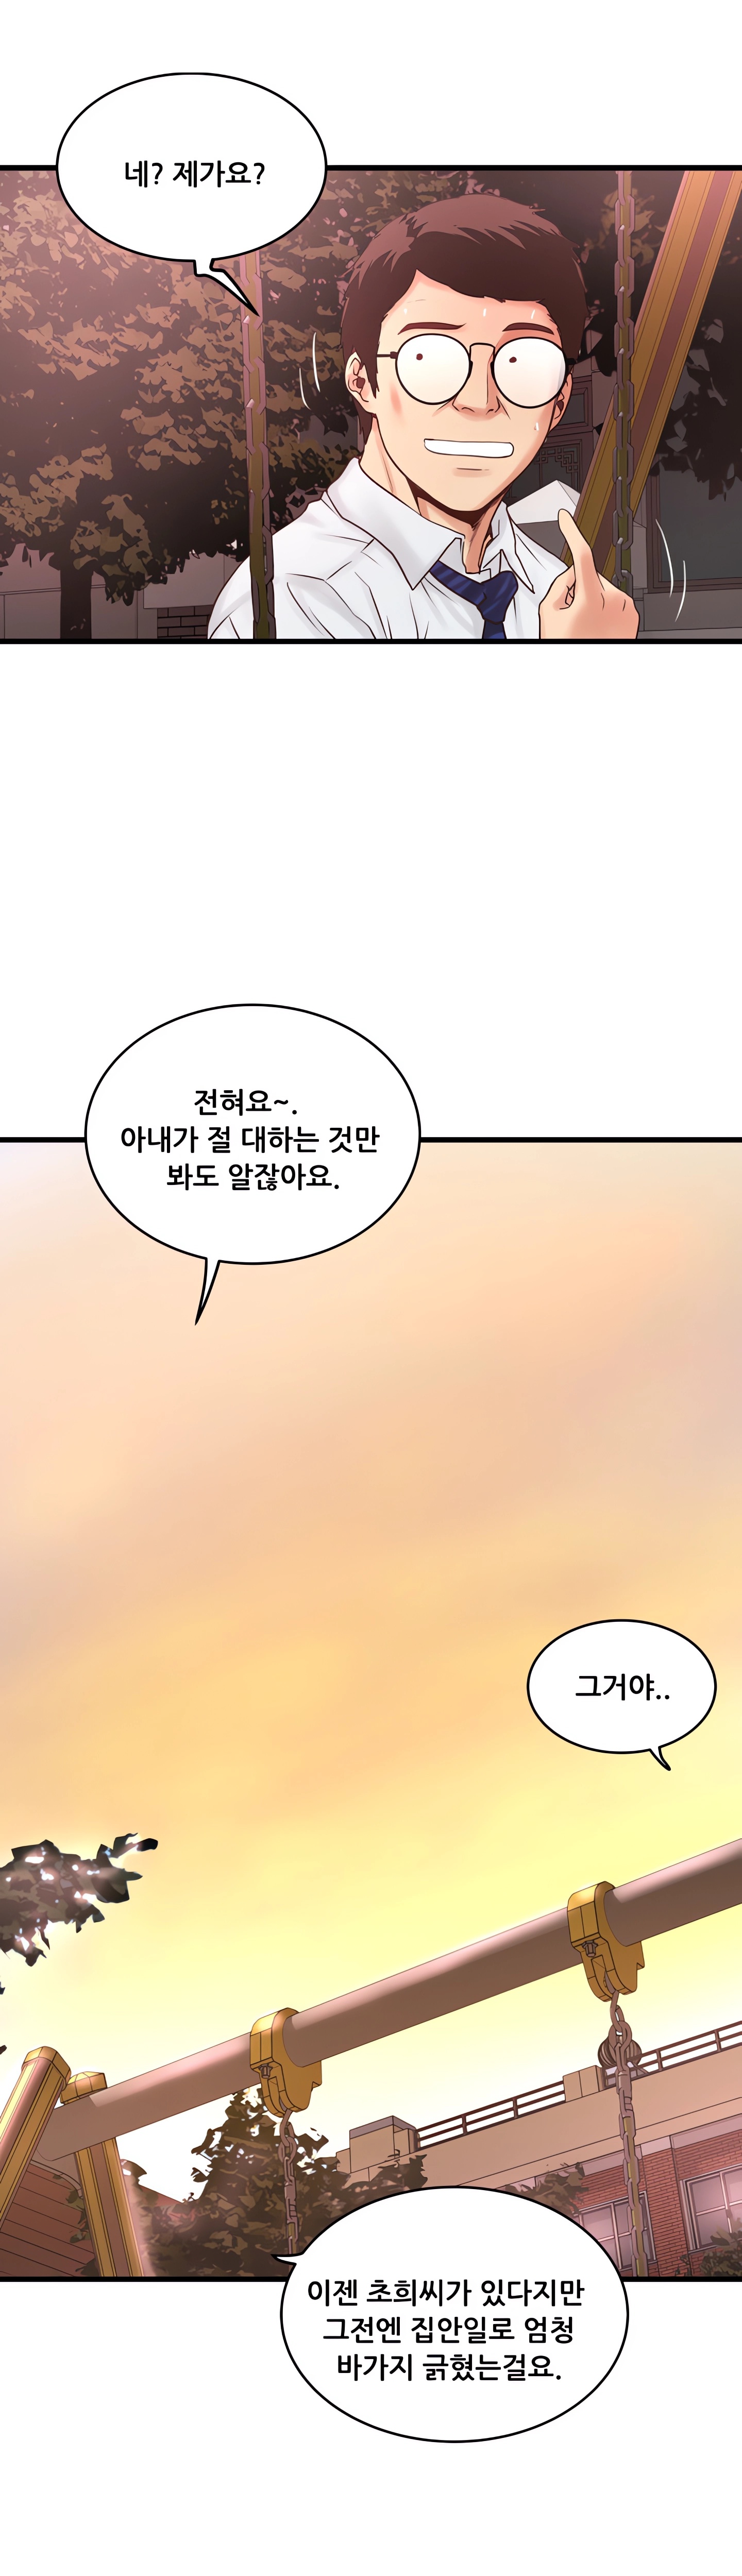 네? 제가요?
전혀요~.
아내가 절 대하는 것만
봐도 알잖아요.
그거야..
이젠 초희씨가 있다지만
그전엔 집안일로 엄청
바가지 긁혔는걸요.